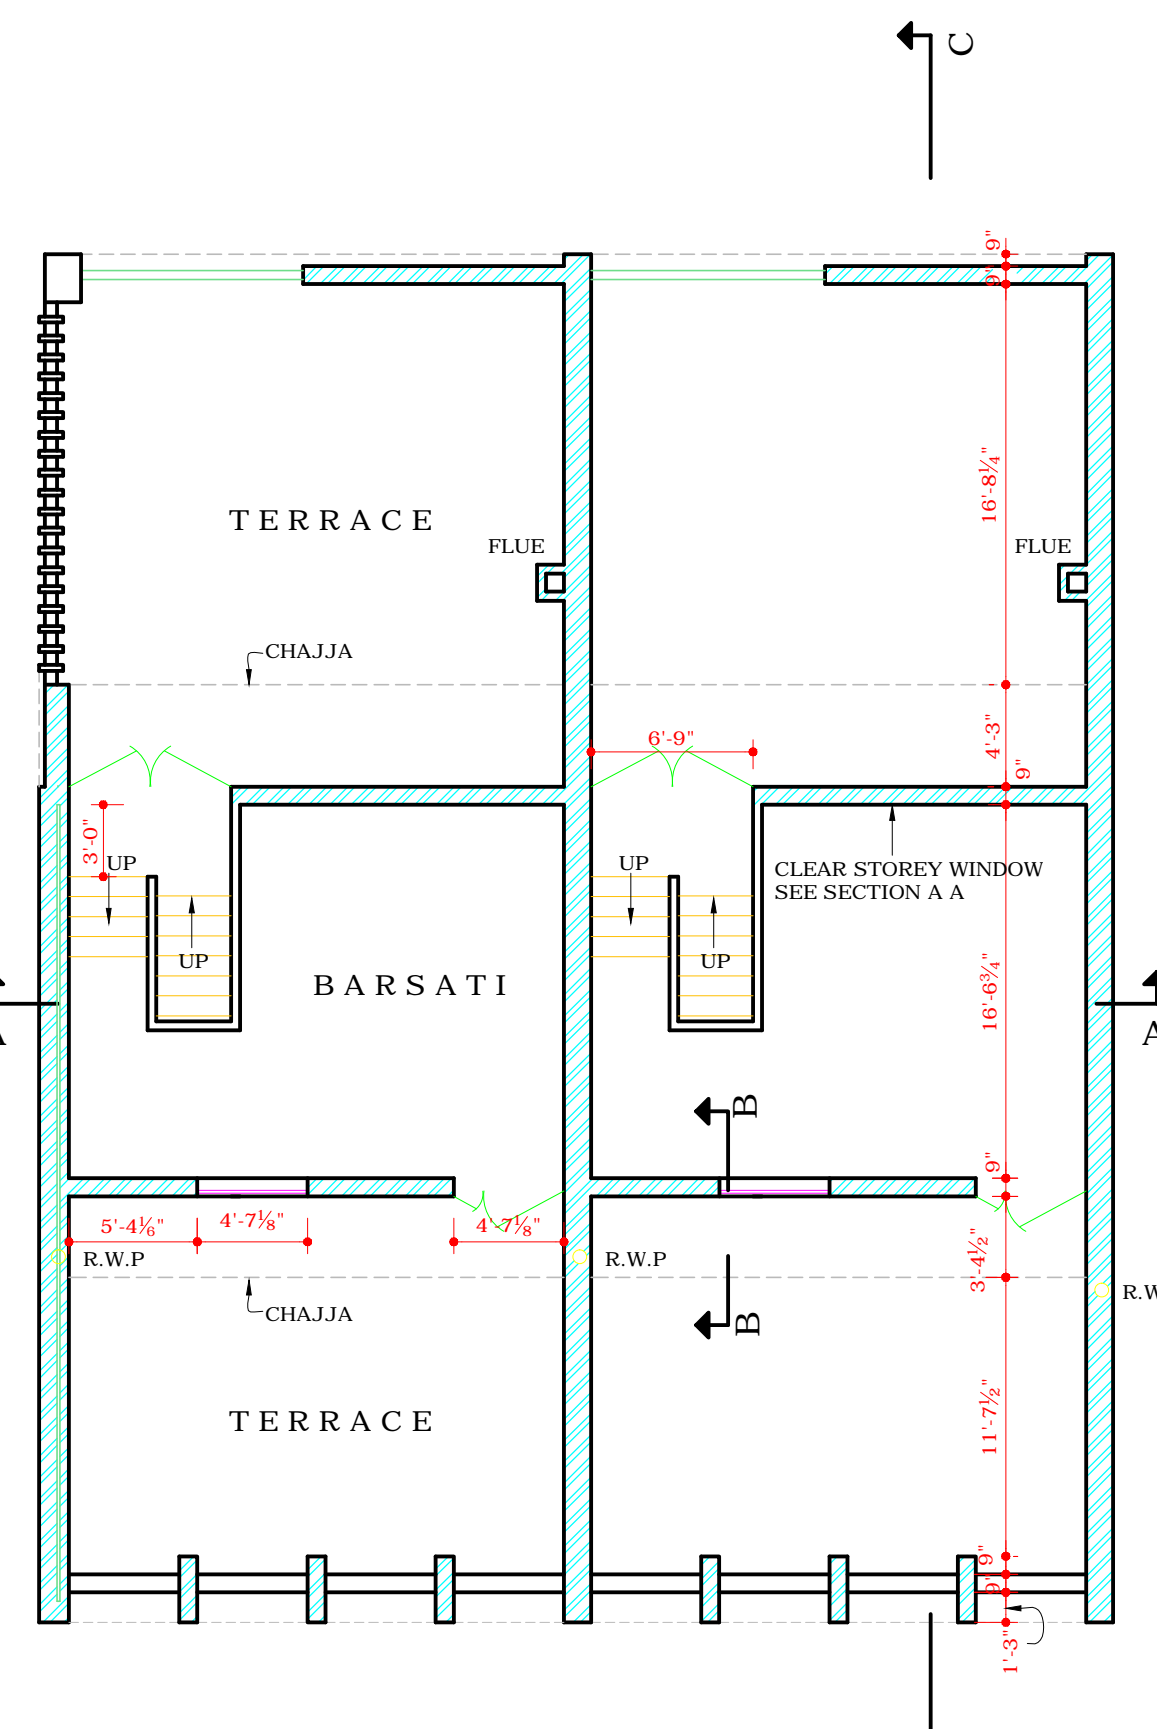 C
9"
9"
16'-8¼"
TERRACE
FLUE
FLUE
CHAJJA
6'-9"
4'-3"
9"
3'-0"
UP
UP
CLEAR STOREY WINDOW
SEE SECTION A A
UP
UP
BARSATI
16'-6¾"
A
A
B
9"
5'-4⅙"
4'-7⅛"
4'-7⅛"
R.W.P
R.W.P
3'-4½"
R.W
CHAJJA
B
11'-7½"
TERRACE
9"
9"
1'-3"